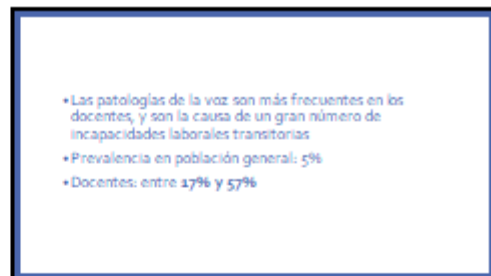 •Las patologías de la voz son más frecuentes en los
docentes, y son la causa de un gran número de
incapacidades laborales transitorias
•Prevalencia en población general: 5%
•Docentes: entre 17% y 57%